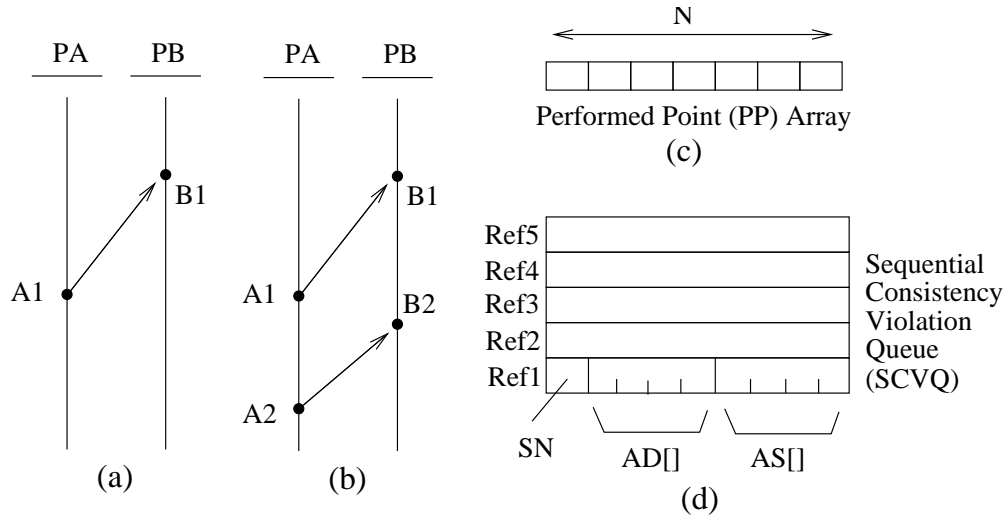 PA PB
B1
A1
(a)
PA PB
B1
A1
B2
A2
(b)
N
Performed Point (PP) Array
(c)
Ref5
Ref4
Ref3
Ref2
Ref1
Sequential
Consistency
Violation
Queue
(SCVQ)
SN
AD[] AS[]
(d)